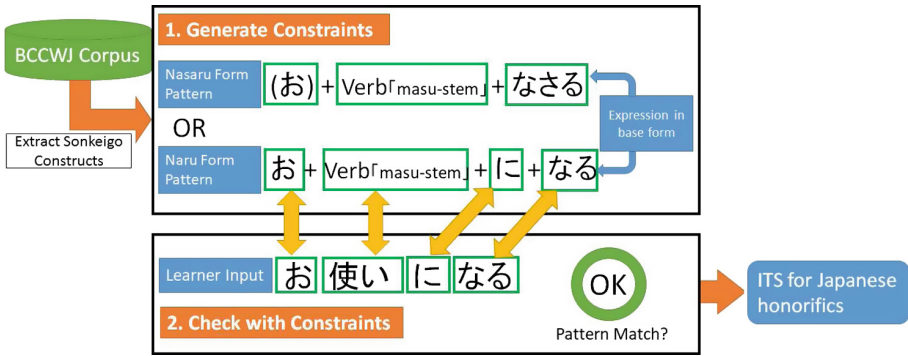 BCCWJ Corpus
Extract Sonkeigo
Constructs
1. Generate Constraints
Nasaru Form
Pattern
(お) + Verb「masu-stem」 + なさる
OR
Naru Form
Pattern
お + Verb「masu-stem」 + に + なる
Expression in
base form
Learner Input
お 使い に なる
2. Check with Constraints
OK
Pattern Match?
ITS for Japanese
honorifics